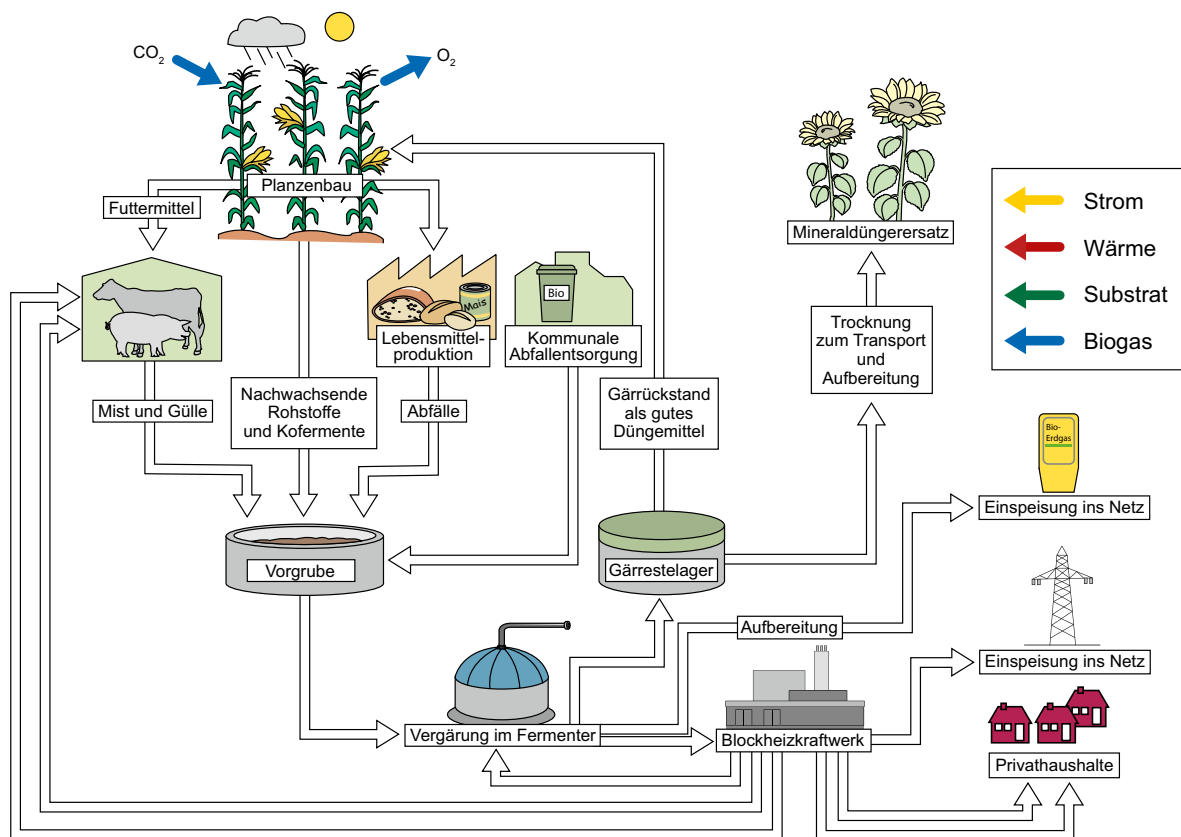 CO₂
O₂
Planzenbau
Futtermittel
Mineraldüngerersatz
Strom
Wärme
Substrat
Biogas
Bio
Mais
Lebensmittel-
produktion
Kommunale
Abfallentsorgung
Trocknung
zum Transport
und
Aufbereitung
Mist und Gülle
Nachwachsende
Rohstoffe
und Kofermente
Abfälle
Gärrückstand
als gutes
Düngemittel
Bio-
Erdgas
Einspeisung ins Netz
Vorgrube
Gärrestelager
Aufbereitung
Einspeisung ins Netz
Vergärung im Fermenter
Blockheizkraftwerk
Privathaushalte